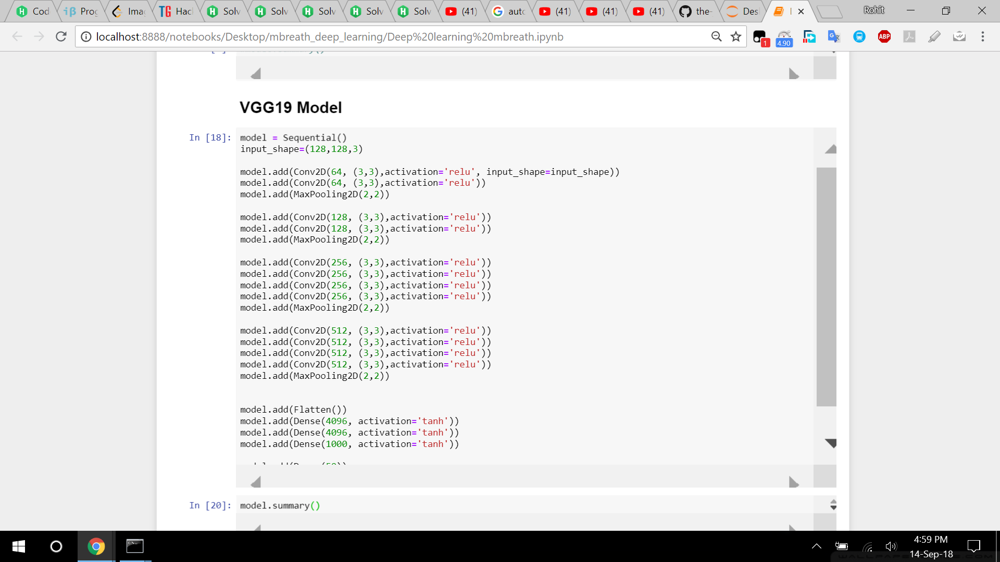 Cod
Prog
Ima
Hac
Solv
Solv
Solv
Solv
Solv
(41)
auto
(41)
(41)
(41)
the-
Des
Rohit
localhost:8888/notebooks/Desktop/mbreath_deep_learning/Deep%20learning%20mbreath.ipynb
1
4.90
ABP
VGG19 Model
In [18]:
model = Sequential()
input_shape=(128,128,3)
model.add(Conv2D(64, (3,3),activation='relu', input_shape=input_shape))
model.add(Conv2D(64, (3,3),activation='relu'))
model.add(MaxPooling2D(2,2))
model.add(Conv2D(128, (3,3),activation='relu'))
model.add(Conv2D(128, (3,3),activation='relu'))
model.add(MaxPooling2D(2,2))
model.add(Conv2D(256, (3,3),activation='relu'))
model.add(Conv2D(256, (3,3),activation='relu'))
model.add(Conv2D(256, (3,3),activation='relu'))
model.add(Conv2D(256, (3,3),activation='relu'))
model.add(MaxPooling2D(2,2))
model.add(Conv2D(512, (3,3),activation='relu'))
model.add(Conv2D(512, (3,3),activation='relu'))
model.add(Conv2D(512, (3,3),activation='relu'))
model.add(Conv2D(512, (3,3),activation='relu'))
model.add(MaxPooling2D(2,2))
model.add(Flatten())
model.add(Dense(4096, activation='tanh'))
model.add(Dense(4096, activation='tanh'))
model.add(Dense(1000, activation='tanh'))
In [20]:
model.summary()
4:59 PM
14-Sep-18